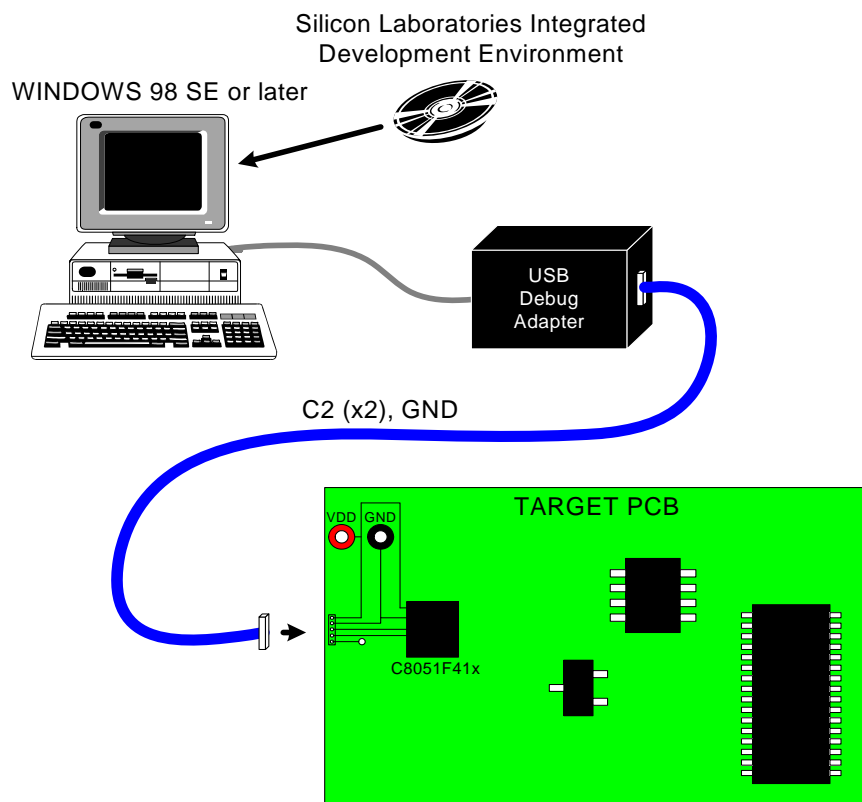 Silicon Laboratories Integrated
Development Environment
WINDOWS 98 SE or later
USB
Debug
Adapter
C2 (x2), GND
TARGET PCB
VDD GND
C8051F41x